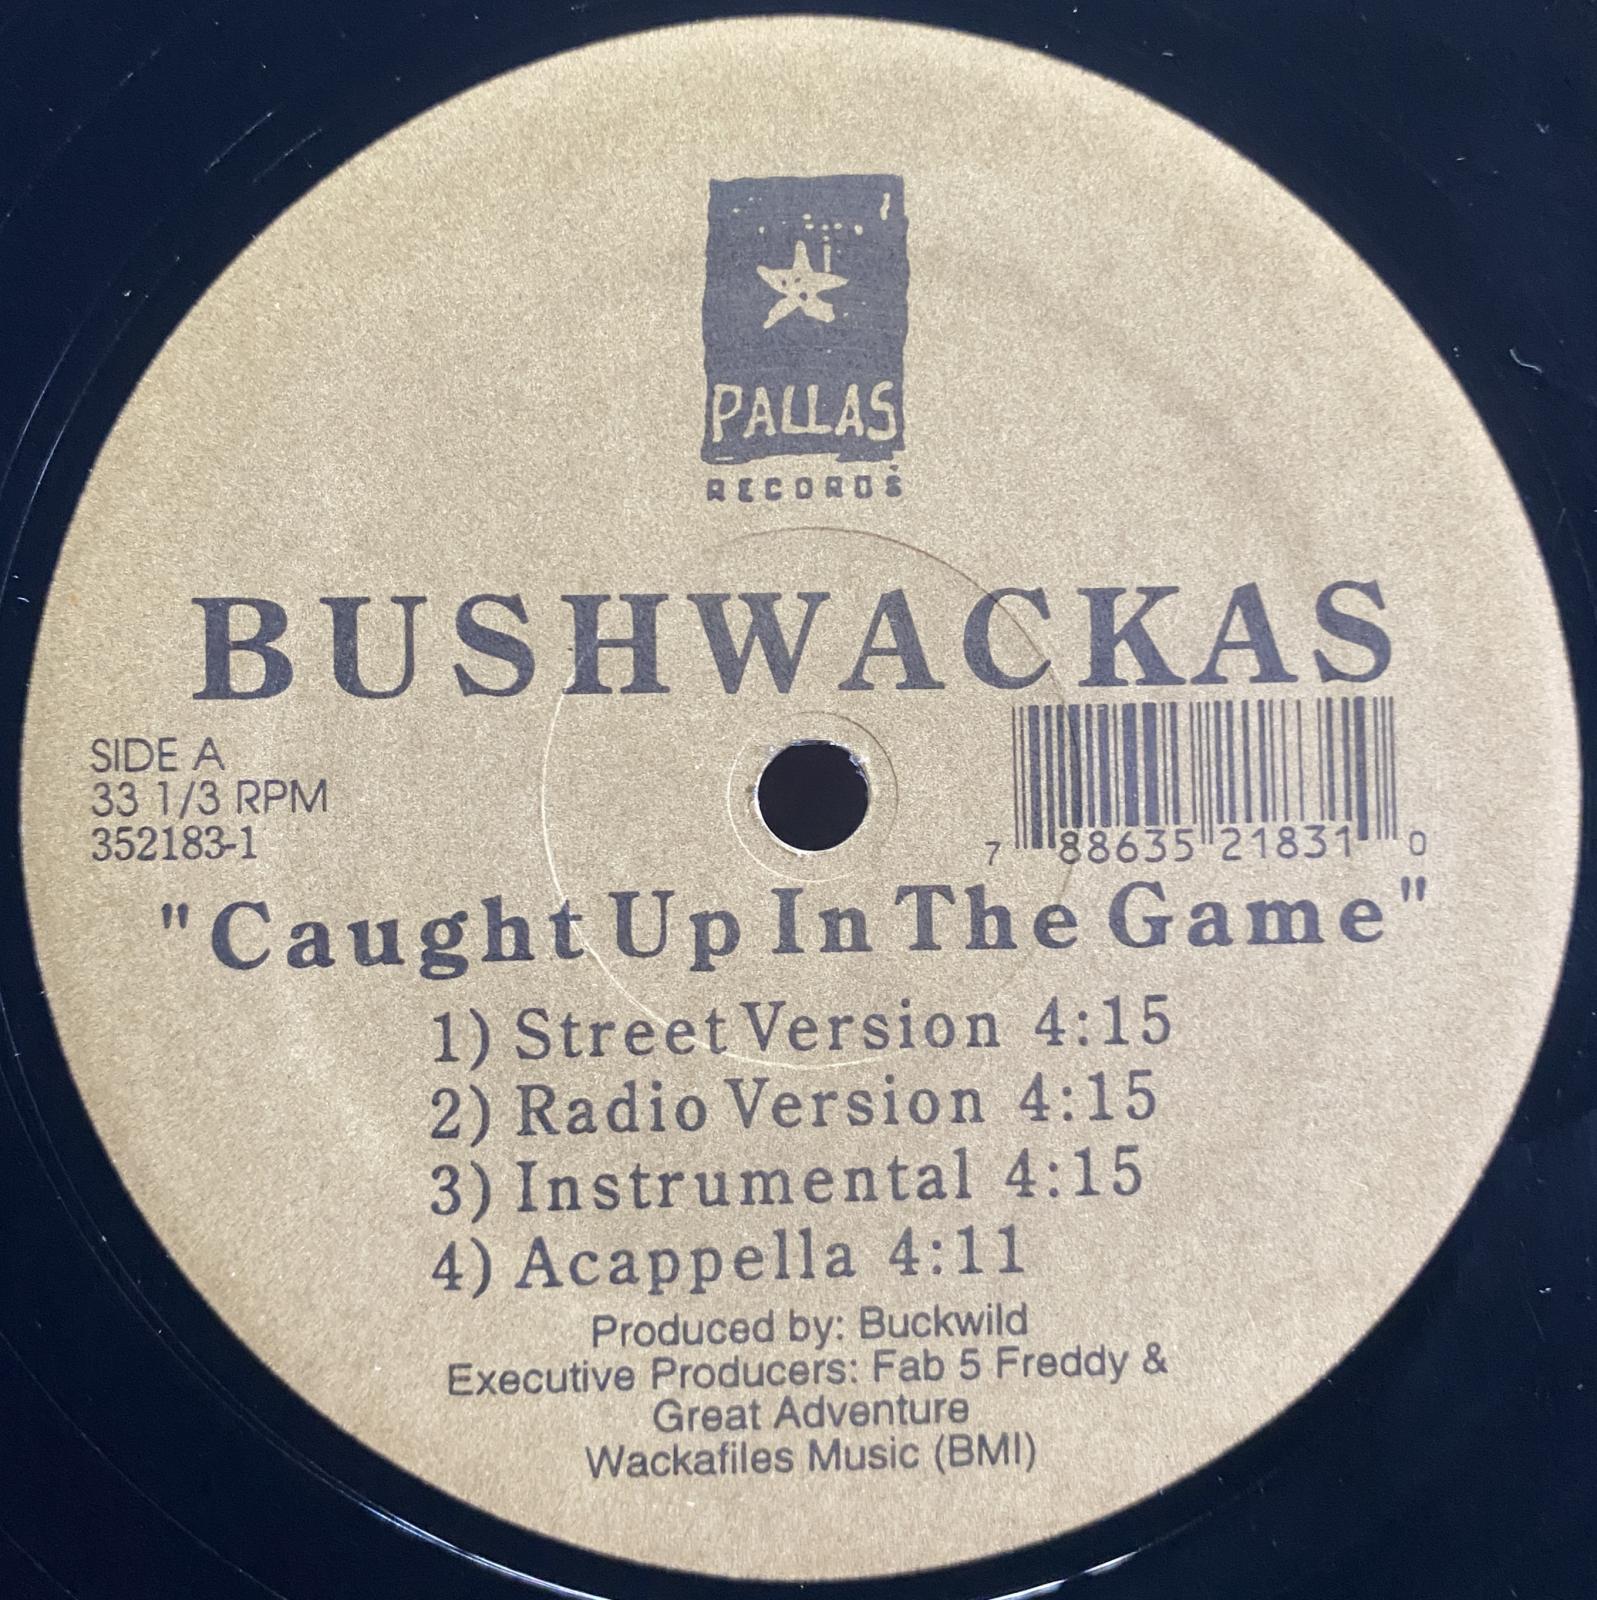 PALLAS
RECORDS
BUSHWACKAS
SIDE A
33 1/3 RPM
352183-1
7 88635 21831 0
"Caught Up In The Game"
1) Street Version 4:15
2) Radio Version 4:15
3) Instrumental 4:15
4) Acappella 4:11
Produced by: Buckwild
Executive Producers: Fab 5 Freddy &
Great Adventure
Wackafiles Music (BMI)